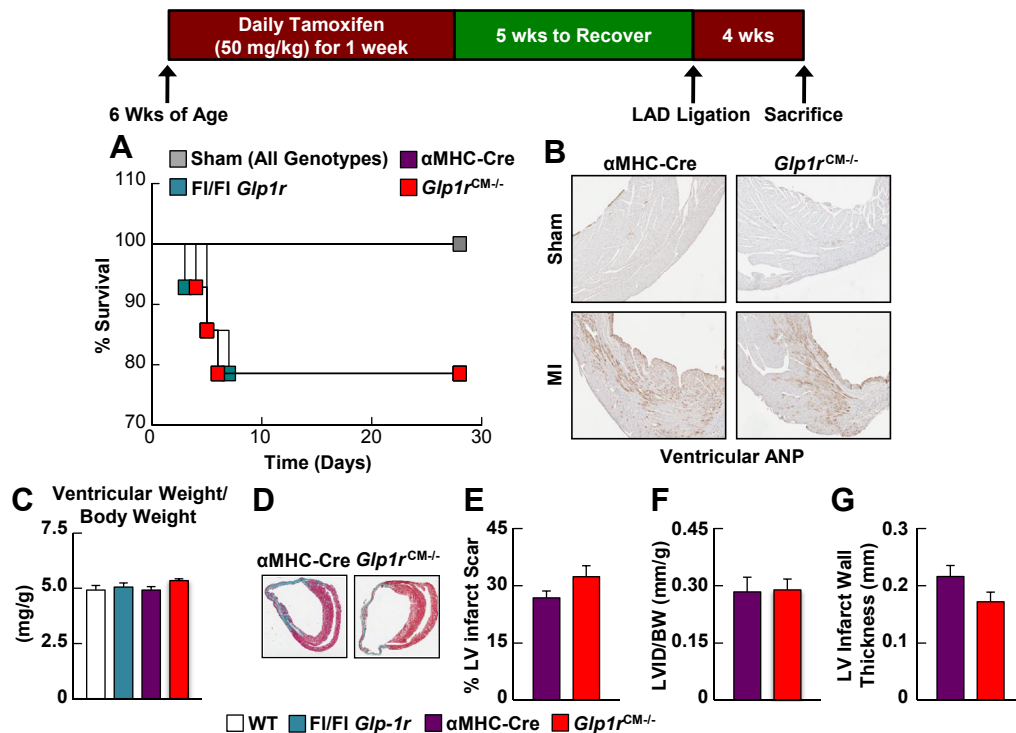 Daily Tamoxifen
(50 mg/kg) for 1 week
5 wks to Recover
4 wks
6 Wks of Age
LAD Ligation
Sacrifice
A
Sham (All Genotypes)
αMHC-Cre
Fl/Fl Glp1r
Glp1rCM-/-
110
100
90
80
70
% Survival
0
10
20
30
Time (Days)
B
αMHC-Cre
Glp1rCM-/-
Sham
MI
Ventricular ANP
C
Ventricular Weight/
Body Weight
7.5
5.0
2.5
0
(mg/g)
D
αMHC-Cre
Glp1rCM-/-
E
45
30
15
0
% LV infarct Scar
F
0.45
0.30
0.15
0
LVID/BW (mm/g)
G
0.3
0.2
0.1
0
LV Infarct Wall
Thickness (mm)
WT
Fl/Fl Glp-1r
αMHC-Cre
Glp1rCM-/-